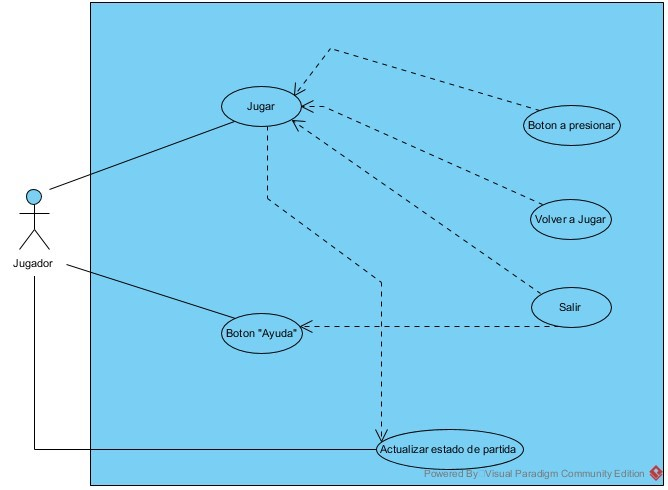 Jugar
Boton a presionar
Volver a Jugar
Jugador
Salir
Boton "Ayuda"
Actualizar estado de partida
Powered By Visual Paradigm Community Edition